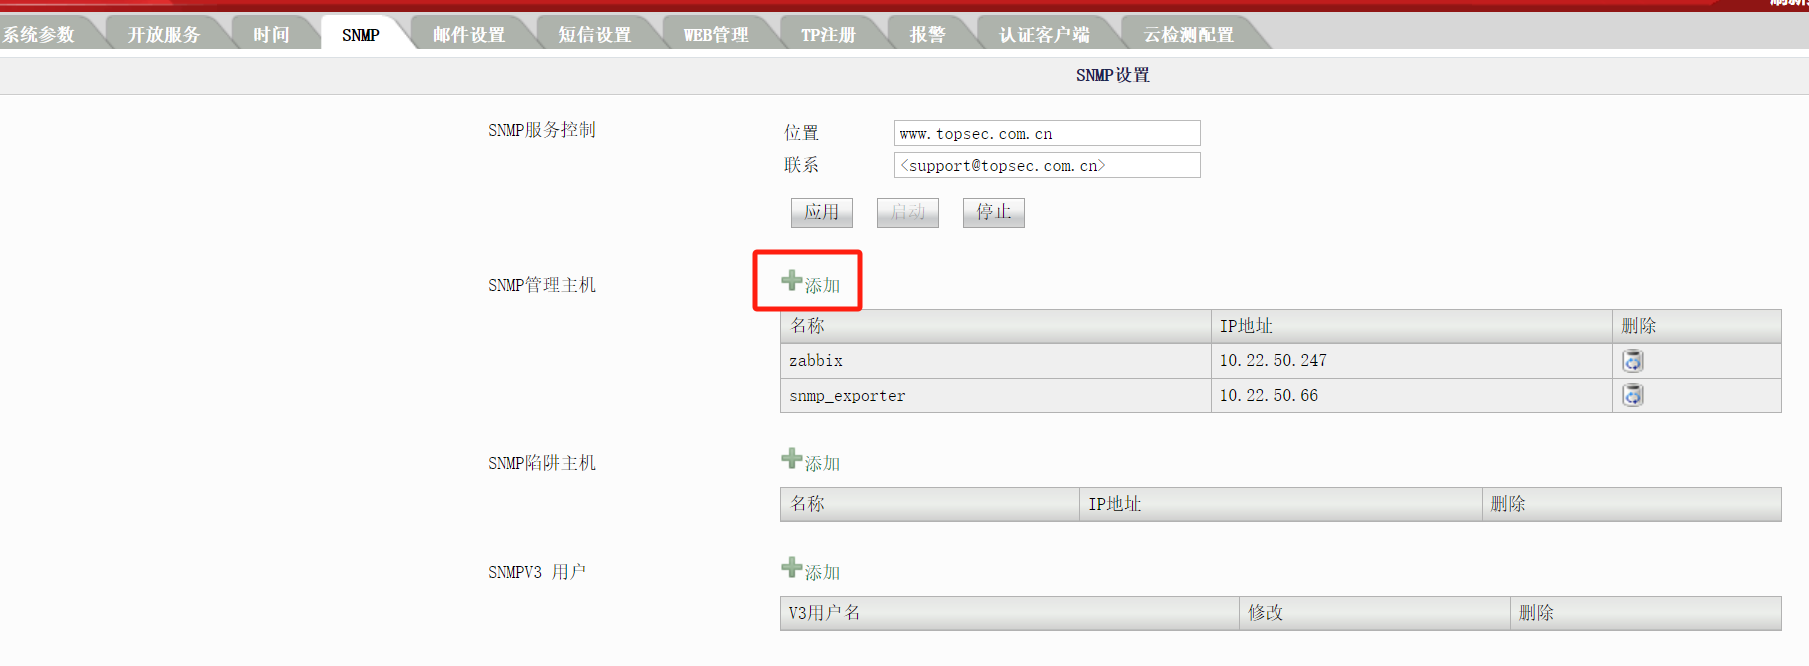 系统参数 开放服务 时间 SNMP 邮件设置 短信设置 WEB管理 TP注册 报警 认证客户端 云检测配置
SNMP设置
SNMP服务控制 位置 www.topsec.com.cn
联系 <support@topsec.com.cn>
应用 启动 停止
SNMP管理主机 添加
名称 IP地址 删除
zabbix 10.22.50.247
snmp_exporter 10.22.50.66
SNMP陷阱主机 添加
名称 IP地址 删除
SNMPV3 用户 添加
V3用户名 修改 删除